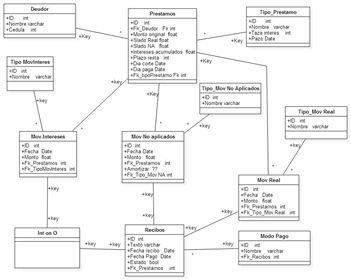 Deudor
+ID int
+Nombre varchar
+Cedula int
Prestamos
+ID int
+Fk_Deudor Fk int
+Monto original float
+Slado Real float
+Slado NA float
+Intereses acumulados float
+Plazo resta int
+Dia corte Date
+Dia paga Date
+Fk_tipoPrestamo Fk int
Tipo_Prestamo
+ID int
+Nombre varchar
+Taza interes int
+Plazo Date
+Key
+key
+key
Tipo MovInteres
+ID int
+Nombre varchar
Tipo_Mov No Aplicados
+ID int
+Nombre varchar
Tipo_Mov Real
+ID int
+Nombre varchar
+key
+key
+key
Mov.Intereses
+ID int
+Fecha Date
+Monto float
+Fk_Prestamos int
+Fk_TipoMovInteres int
Mov No aplicados
+ID int
+Fecha Date
+Monto float
+Fk_Prestamos int
+Amortizar ??
+Fk_Tipo_Mov NA int
Mov Real
+ID int
+Fecha Date
+Monto float
+Fk_Prestamos int
+Fk_Tipo_Mov Real int
+key
+key
+key
Int on O
+key
+key
Recibos
+ID int
+Texto varchar
+Fecha recibo Date
+Fecha Pago Date
+Estado bool
+Fk_Prestamos int
+key
+key
Modo Pago
+ID int
+Nombre varchar
+Fk_Recibos int